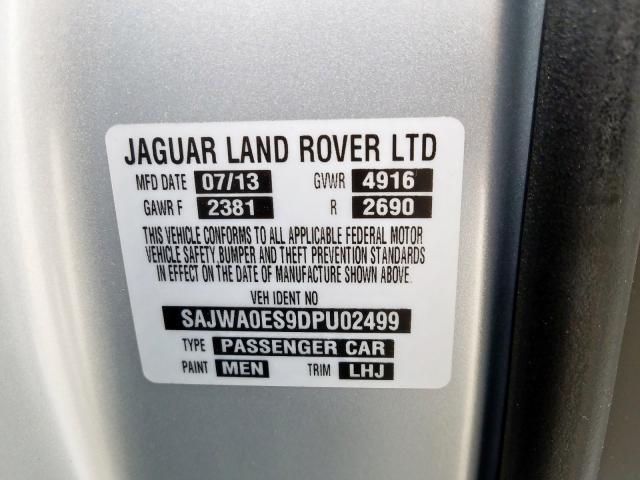 JAGUAR LAND ROVER LTD
MFD DATE 07/13 GVWR 4916
GAWR F 2381 R 2690
THIS VEHICLE CONFORMS TO ALL APPLICABLE FEDERAL MOTOR
VEHICLE SAFETY,BUMPER AND THEFT PREVENTION STANDARDS
IN EFFECT ON THE DATE OF MANUFACTURE SHOWN ABOVE.
VEH IDENT NO
SAJWA0ES9DPU02499
TYPE PASSENGER CAR
PAINT MEN TRIM LHJ